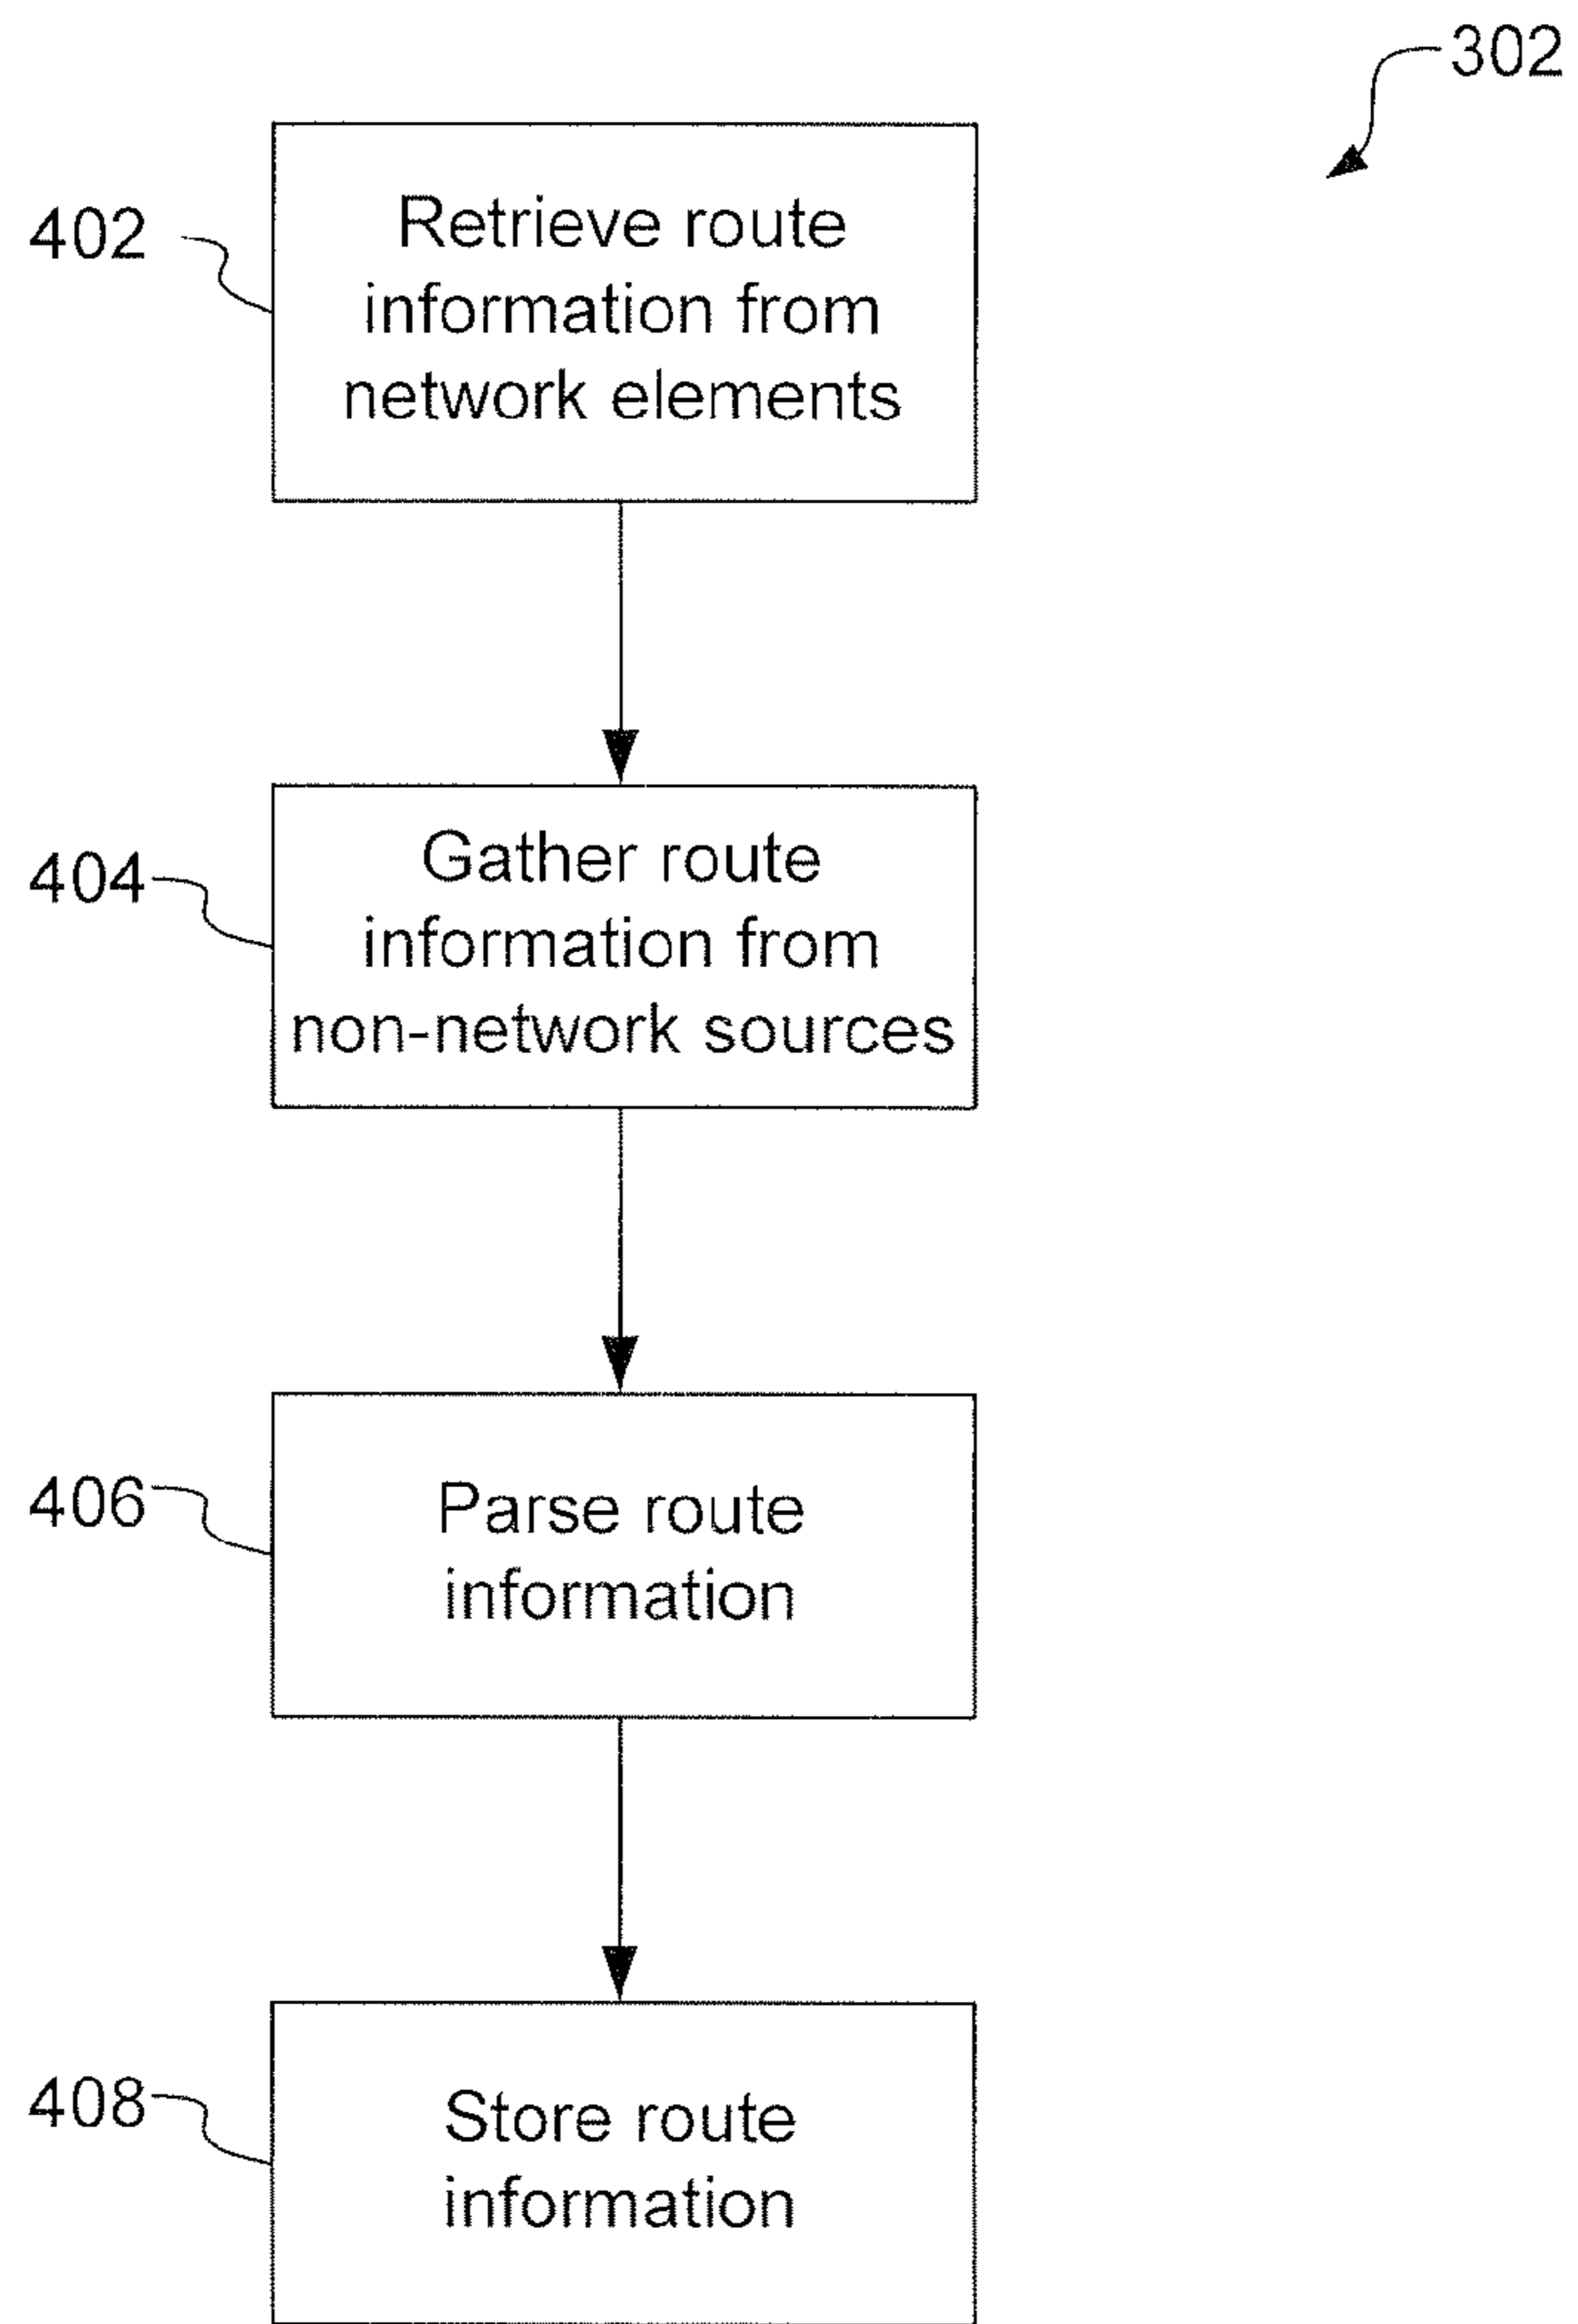 302
402
Retrieve route
information from
network elements
404
Gather route
information from
non-network sources
406
Parse route
information
408
Store route
information